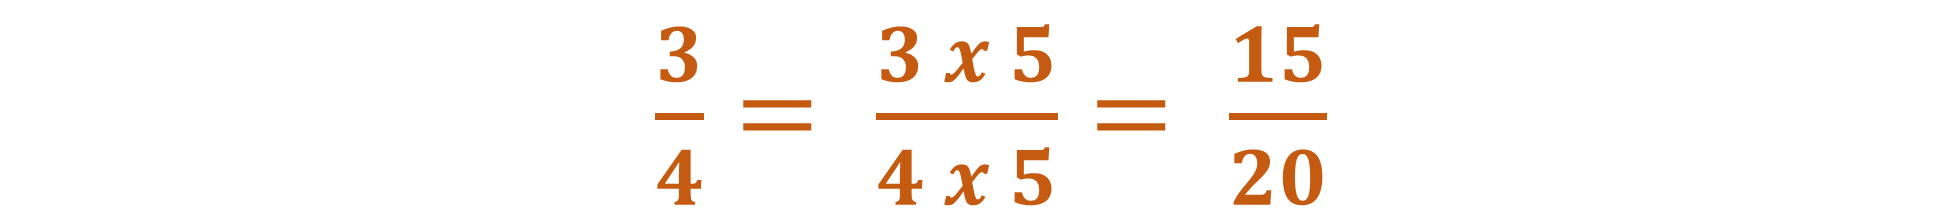 3/4 = 3 x 5/4 x 5 = 15/20